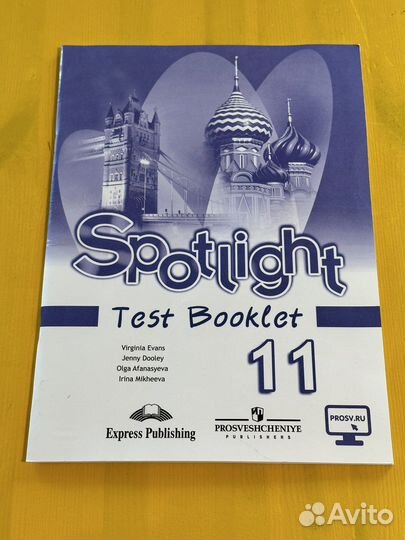 Spotlight
Test Booklet
Virginia Evans
Jenny Dooley
Olga Afanasyeva
Irina Mikheeva
11
Express Publishing
PROSVESHCHENIYE
PUBLISHERS
PROSV.RU
Avito